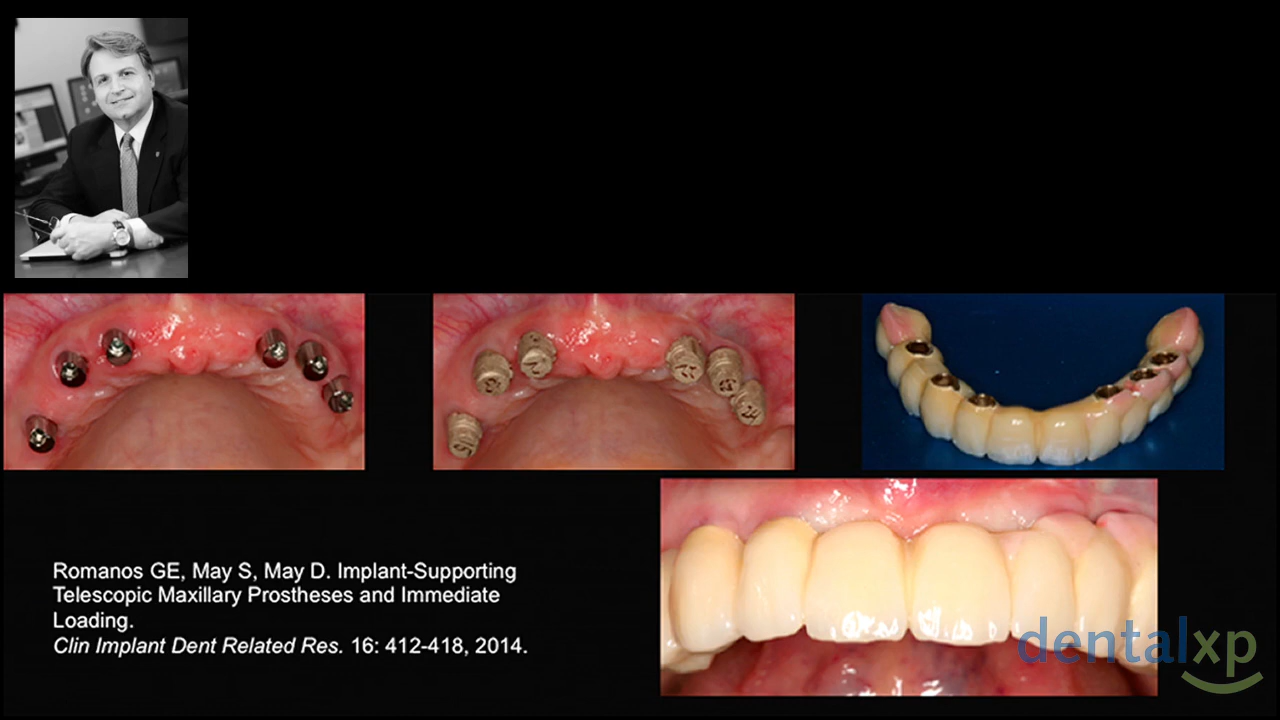 Romanos GE, May S, May D. Implant-Supporting
Telescopic Maxillary Prostheses and Immediate
Loading.
Clin Implant Dent Related Res. 16: 412-418, 2014.
dentalxp